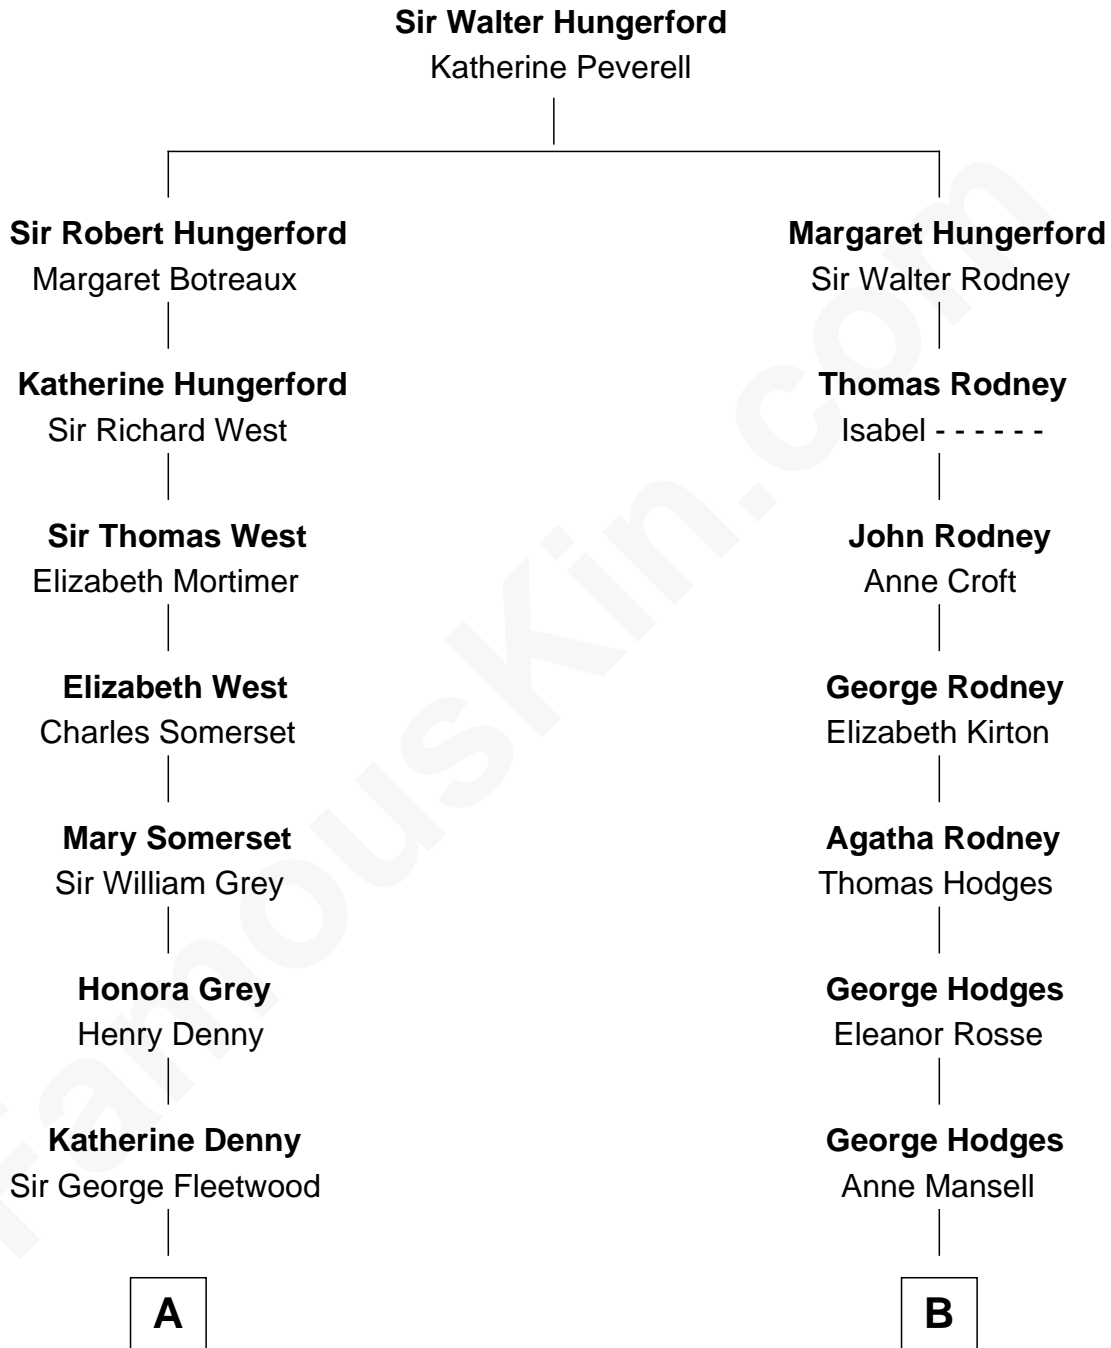 Sir Walter Hungerford
Katherine Peverell
Sir Robert Hungerford
Margaret Botreaux
Margaret Hungerford
Sir Walter Rodney
Katherine Hungerford
Sir Richard West
Thomas Rodney
Isabel - - - - - -
Sir Thomas West
Elizabeth Mortimer
John Rodney
Anne Croft
Elizabeth West
Charles Somerset
George Rodney
Elizabeth Kirton
Mary Somerset
Sir William Grey
Agatha Rodney
Thomas Hodges
Honora Grey
Henry Denny
George Hodges
Eleanor Rosse
Katherine Denny
Sir George Fleetwood
George Hodges
Anne Mansell
A
B
FamousKin.com